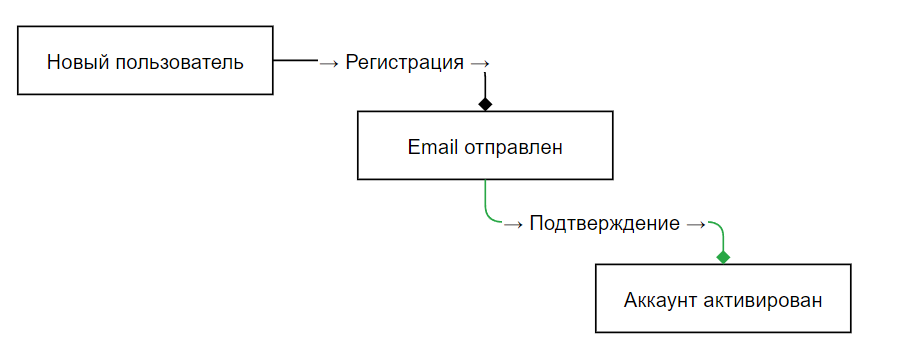 Новый пользователь
→ Регистрация →
Email отправлен
→ Подтверждение →
Аккаунт активирован